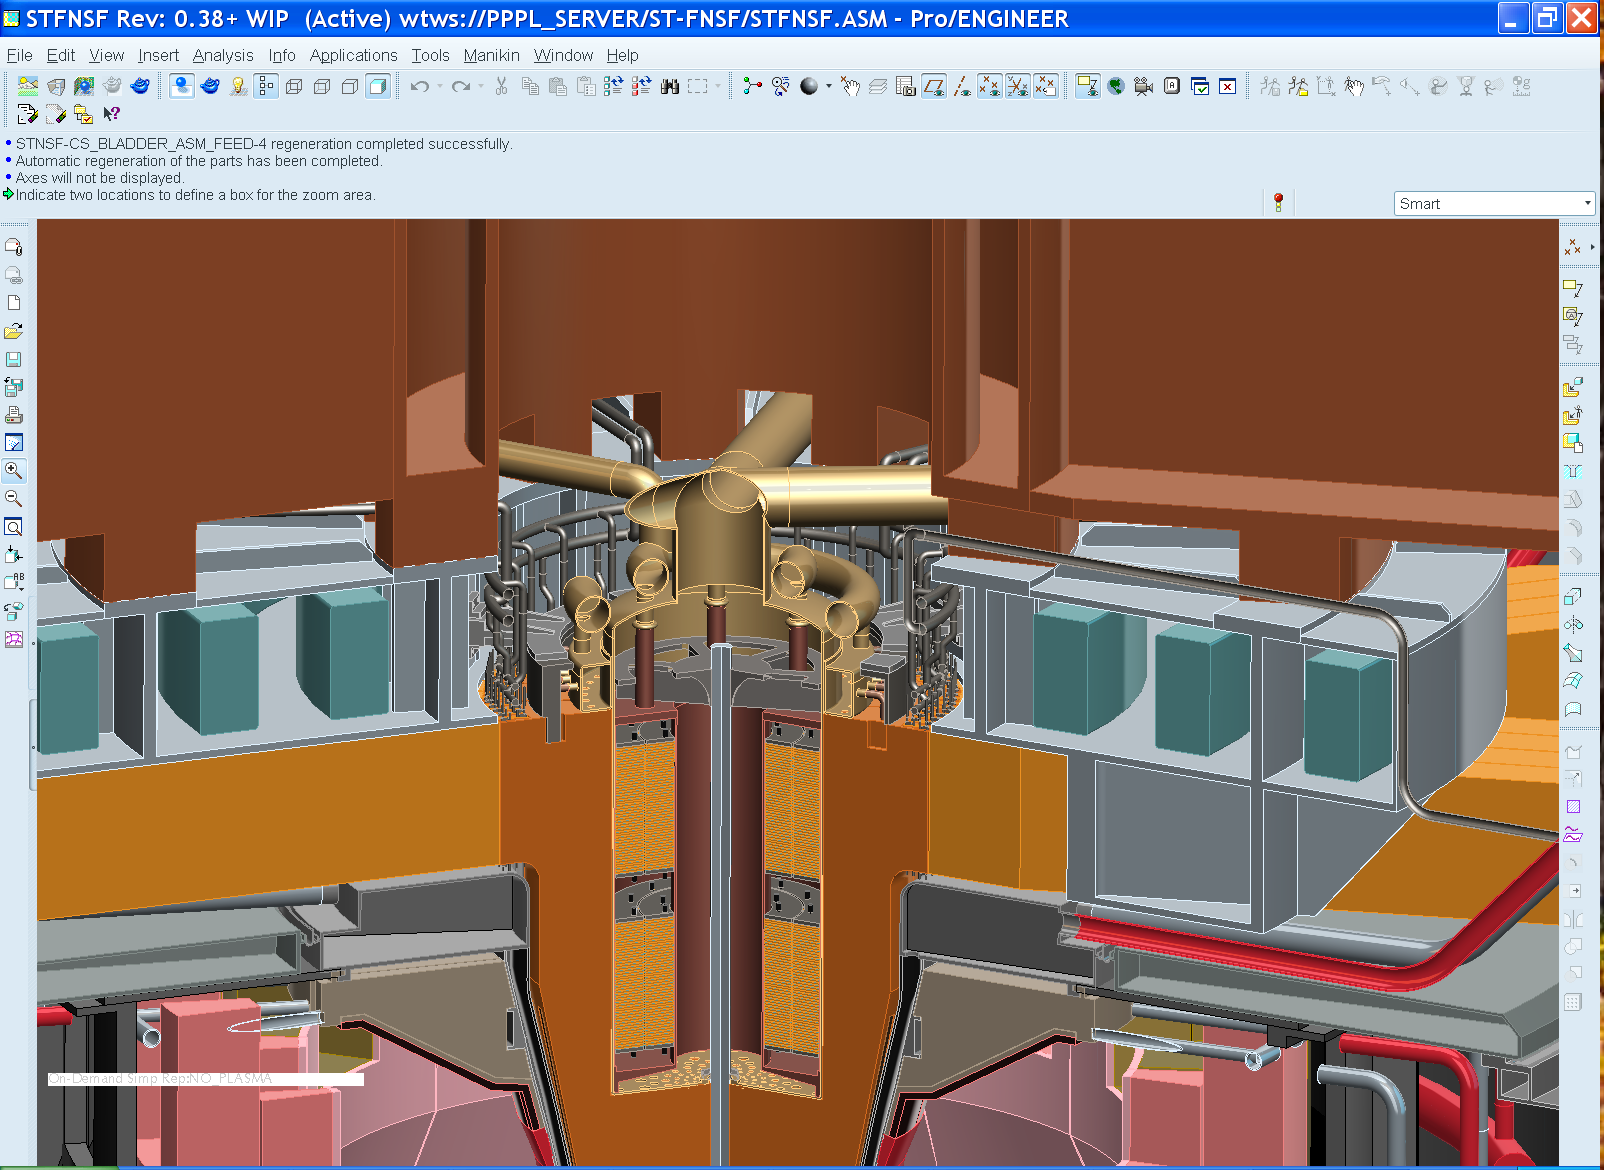 STFNSF Rev: 0.38+ WIP (Active) wtws://PPPL_SERVER/ST-FNSF/STFNSF.ASM - Pro/ENGINEER
File Edit View Insert Analysis Info Applications Tools Manikin Window Help
STNSF-CS_BLADDER_ASM_FEED-4 regeneration completed successfully.
Automatic regeneration of the parts has been completed.
Axes will not be displayed.
Indicate two locations to define a box for the zoom area.
Smart
On-Demand Simp Rep:NO_PLASMA